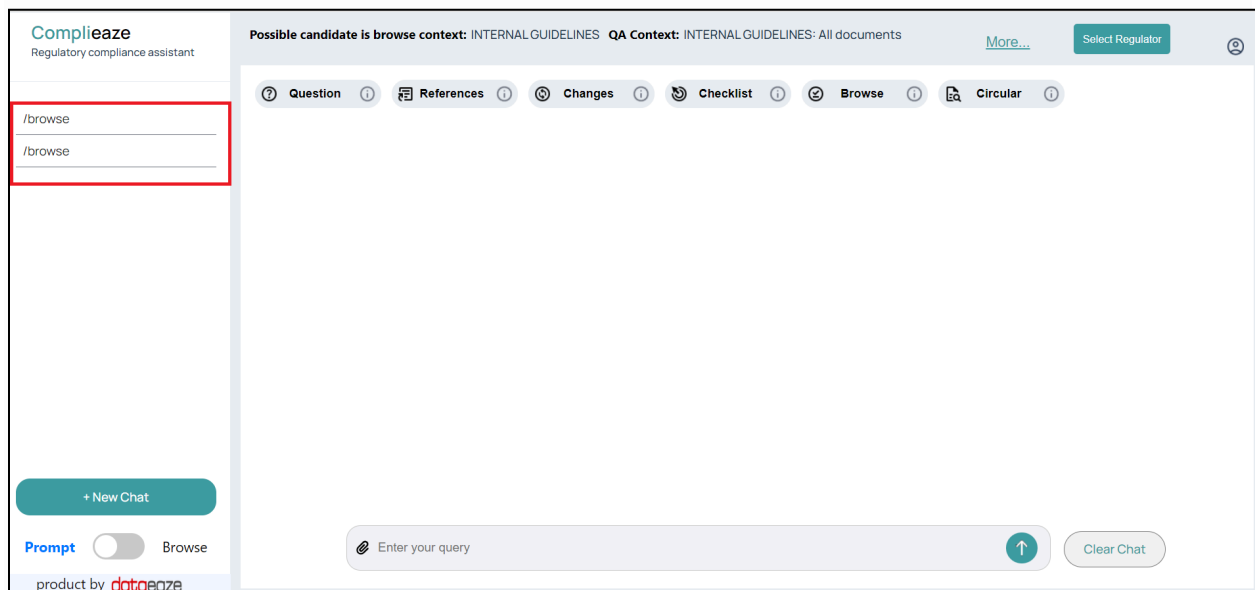 Complieaze
Regulatory compliance assistant
Possible candidate is browse context: INTERNAL GUIDELINES QA Context: INTERNAL GUIDELINES: All documents
More...
Select Regulator
Question
References
Changes
Checklist
Browse
Circular
/browse
/browse
+ New Chat
Prompt
Browse
Enter your query
Clear Chat
product by dataeaze